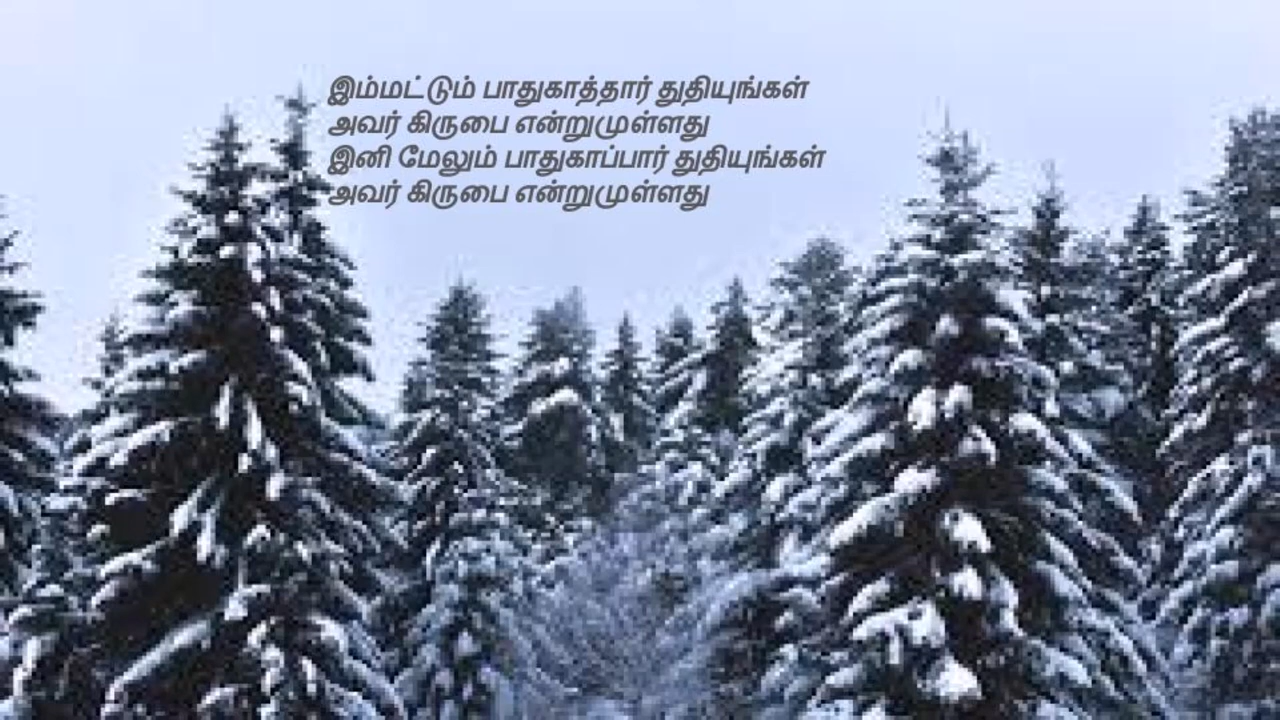 இம்மட்டும் பாதுகாத்தார் துதியுங்கள்
அவர் கிருபை என்றுமுள்ளது
இனி மேலும் பாதுகாப்பார் துதியுங்கள்
அவர் கிருபை என்றுமுள்ளது